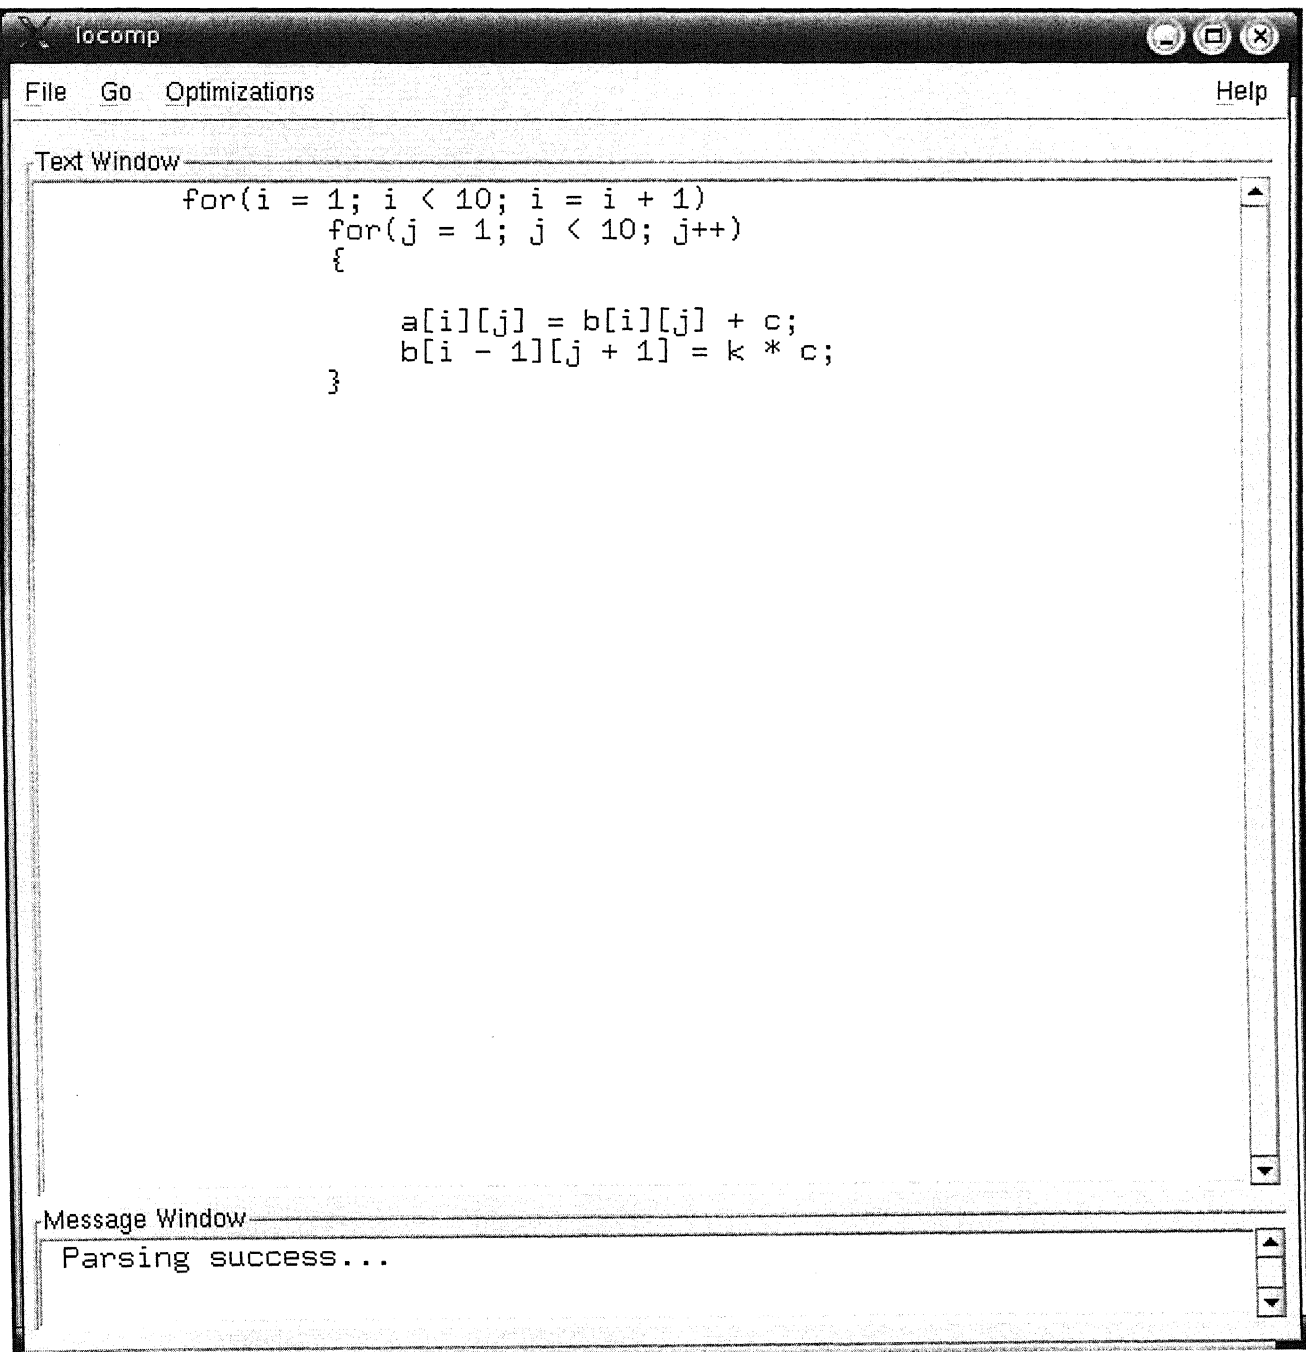 locomp
File Go Optimizations Help
Text Window
for(i = 1; i < 10; i = i + 1)
for(j = 1; j < 10; j++)
{
a[i][j] = b[i][j] + c;
b[i - 1][j + 1] = k * c;
}
Message Window
Parsing success...